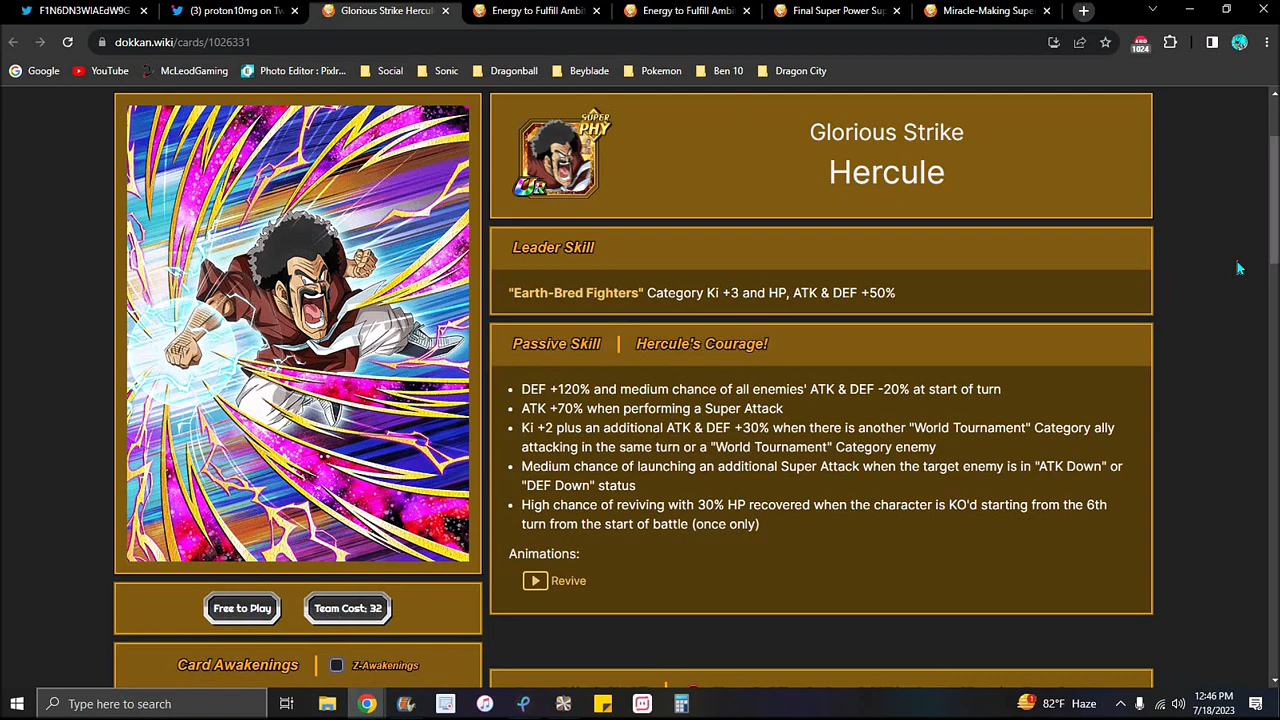 F1N6DN3WIAEdW9G
(3) proton10mg on Tw
Glorious Strike Hercul
Energy to Fulfill Ambit
Energy to Fulfill Ambi
Final Super Power Su
Miracle-Making Supe
dokkan.wiki/cards/1026331
1024
Google
YouTube
McLeodGaming
Photo Editor : Pixlr...
Social
Sonic
Dragonball
Beyblade
Pokemon
Ben 10
Dragon City
SUPER
PHY
UR
Glorious Strike
Hercule
Leader Skill
"Earth-Bred Fighters" Category Ki +3 and HP, ATK & DEF +50%
Passive Skill | Hercule's Courage!
• DEF +120% and medium chance of all enemies' ATK & DEF -20% at start of turn
• ATK +70% when performing a Super Attack
• Ki +2 plus an additional ATK & DEF +30% when there is another "World Tournament" Category ally
attacking in the same turn or a "World Tournament" Category enemy
• Medium chance of launching an additional Super Attack when the target enemy is in "ATK Down" or
"DEF Down" status
• High chance of reviving with 30% HP recovered when the character is KO'd starting from the 6th
turn from the start of battle (once only)
Animations:
Revive
Free to Play
Team Cost: 32
Card Awakenings | Z-Awakenings
Type here to search
82°F Haze
12:46 PM
7/18/2023